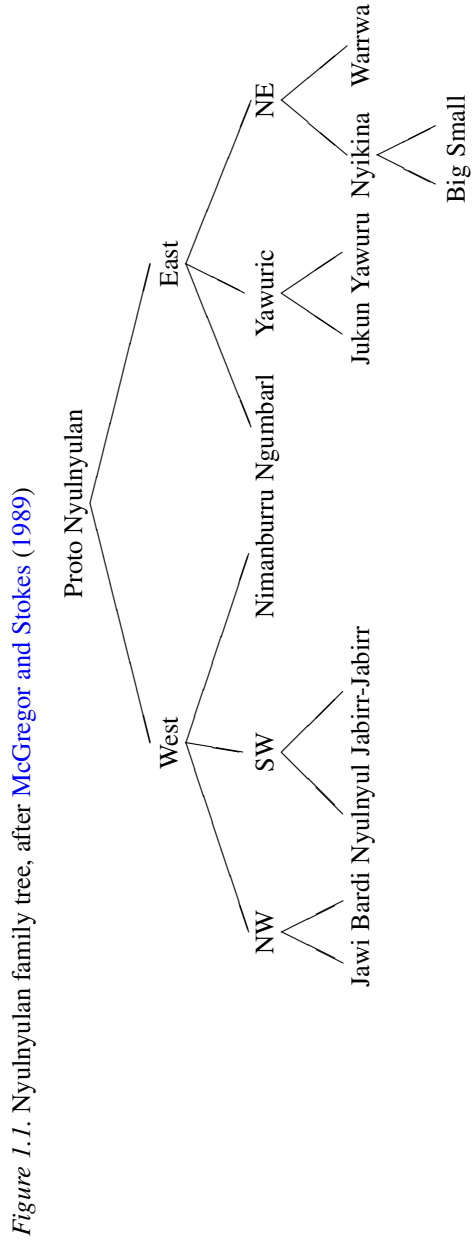 Figure 1.1. Nyulnyulan family tree, after McGregor and Stokes (1989)
Proto Nyulnyulan
West East
NW SW Nimanburru Ngumbarl Yawuric NE
Jawi Bardi Nyulnyul Jabirr-Jabirr Jukun Yawuru Nyikina Warrwa
Big Small